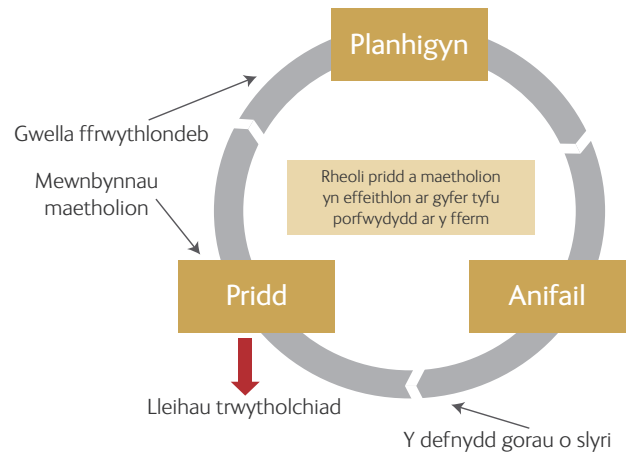 Planhigyn
Gwella ffrwythlondeb
Mewnbynnau
maetholion
Rheoli pridd a maetholion
yn effeithlon ar gyfer tyfu
porfwydydd ar y fferm
Pridd
Anifail
Lleihau trwytholchiad
Y defnydd gorau o slyri